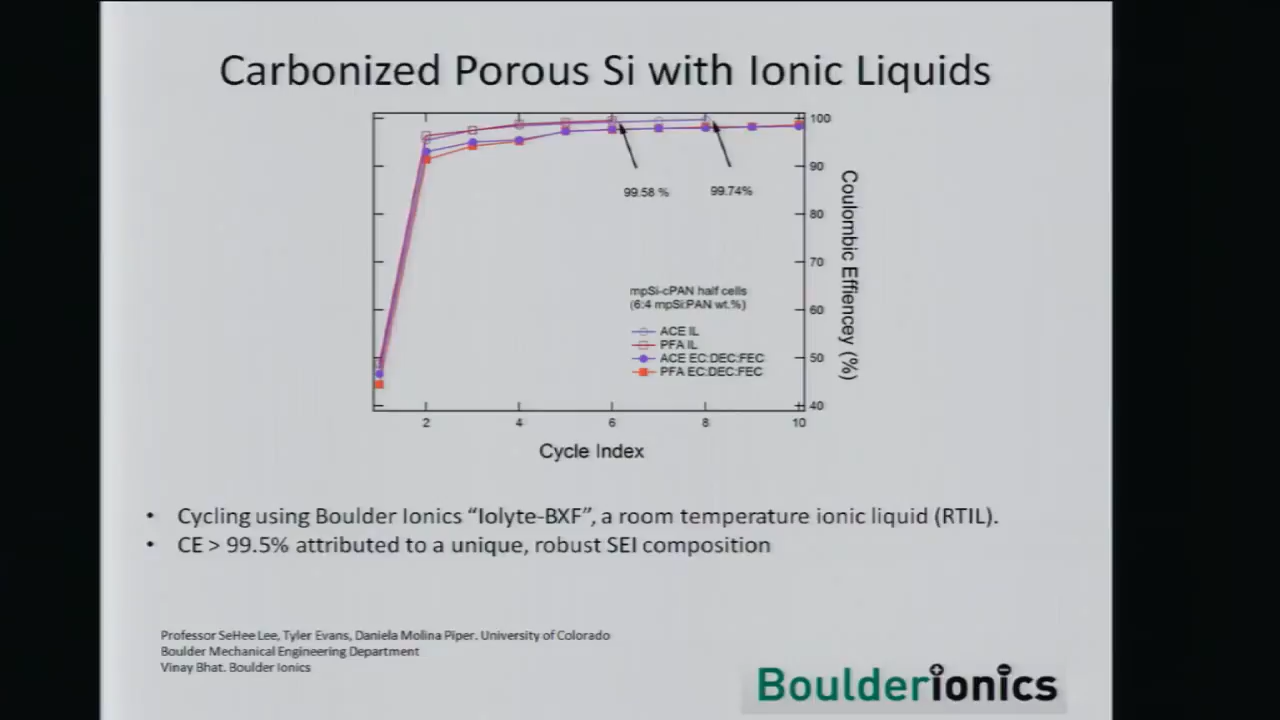 Carbonized Porous Si with Ionic Liquids
100
90
80
70
60
50
40
Coulombic Effiencey (%)
99.58 %
99.74%
mpSi-cPAN half cells
(6:4 mpSi:PAN wt.%)
ACE IL
PFA IL
ACE EC:DEC:FEC
PFA EC:DEC:FEC
2
4
6
8
10
Cycle Index
• Cycling using Boulder Ionics “Iolyte-BXF”, a room temperature ionic liquid (RTIL).
• CE > 99.5% attributed to a unique, robust SEI composition
Professor SeHee Lee, Tyler Evans, Daniela Molina Piper. University of Colorado
Boulder Mechanical Engineering Department
Vinay Bhat. Boulder Ionics
Boulderionics